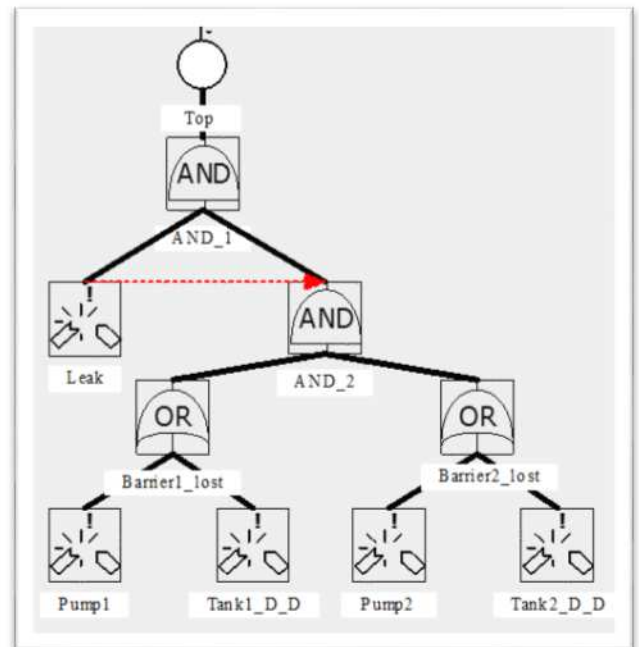 Top
AND
AND_1
AND
Leak
AND_2
OR
OR
Barrier1_lost
Barrier2_lost
Pump1
Tank1_D_D
Pump2
Tank2_D_D